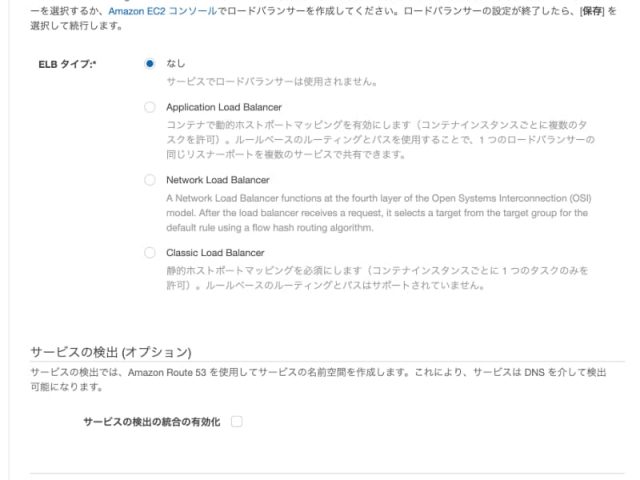 ーを選択するか、Amazon EC2 コンソールでロードバランサーを作成してください。ロードバランサーの設定が終了したら、[保存] を
選択して続行します。
ELB タイプ:* なし
サービスでロードバランサーは使用されません。
Application Load Balancer
コンテナで動的ホストポートマッピングを有効にします（コンテナインスタンスごとに複数のタ
スクを許可）。ルールベースのルーティングとパスを使用することで、1 つのロードバランサーの
同じリスナーポートを複数のサービスで共有できます。
Network Load Balancer
A Network Load Balancer functions at the fourth layer of the Open Systems Interconnection (OSI)
model. After the load balancer receives a request, it selects a target from the target group for the
default rule using a flow hash routing algorithm.
Classic Load Balancer
静的ホストポートマッピングを必須にします（コンテナインスタンスごとに 1 つのタスクのみを
許可）。ルールベースのルーティングとパスはサポートされていません。
サービスの検出 (オプション)
サービスの検出では、Amazon Route 53 を使用してサービスの名前空間を作成します。これにより、サービスは DNS を介して検出
可能になります。
サービスの検出の統合の有効化